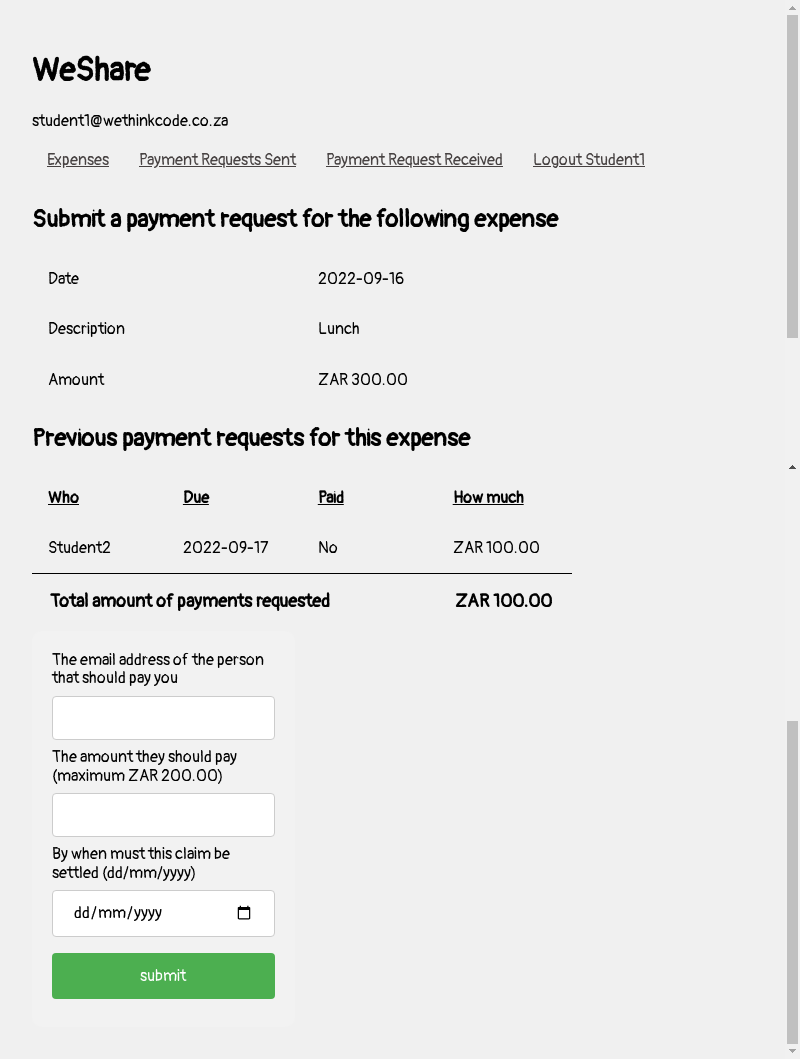 WeShare
student1@wethinkcode.co.za
Expenses Payment Requests Sent Payment Request Received Logout Student1
Submit a payment request for the following expense
Date 2022-09-16
Description Lunch
Amount ZAR 300.00
Previous payment requests for this expense
Who Due Paid How much
Student2 2022-09-17 No ZAR 100.00
Total amount of payments requested ZAR 100.00
The email address of the person
that should pay you
The amount they should pay
(maximum ZAR 200.00)
By when must this claim be
settled (dd/mm/yyyy)
dd/mm/yyyy
submit